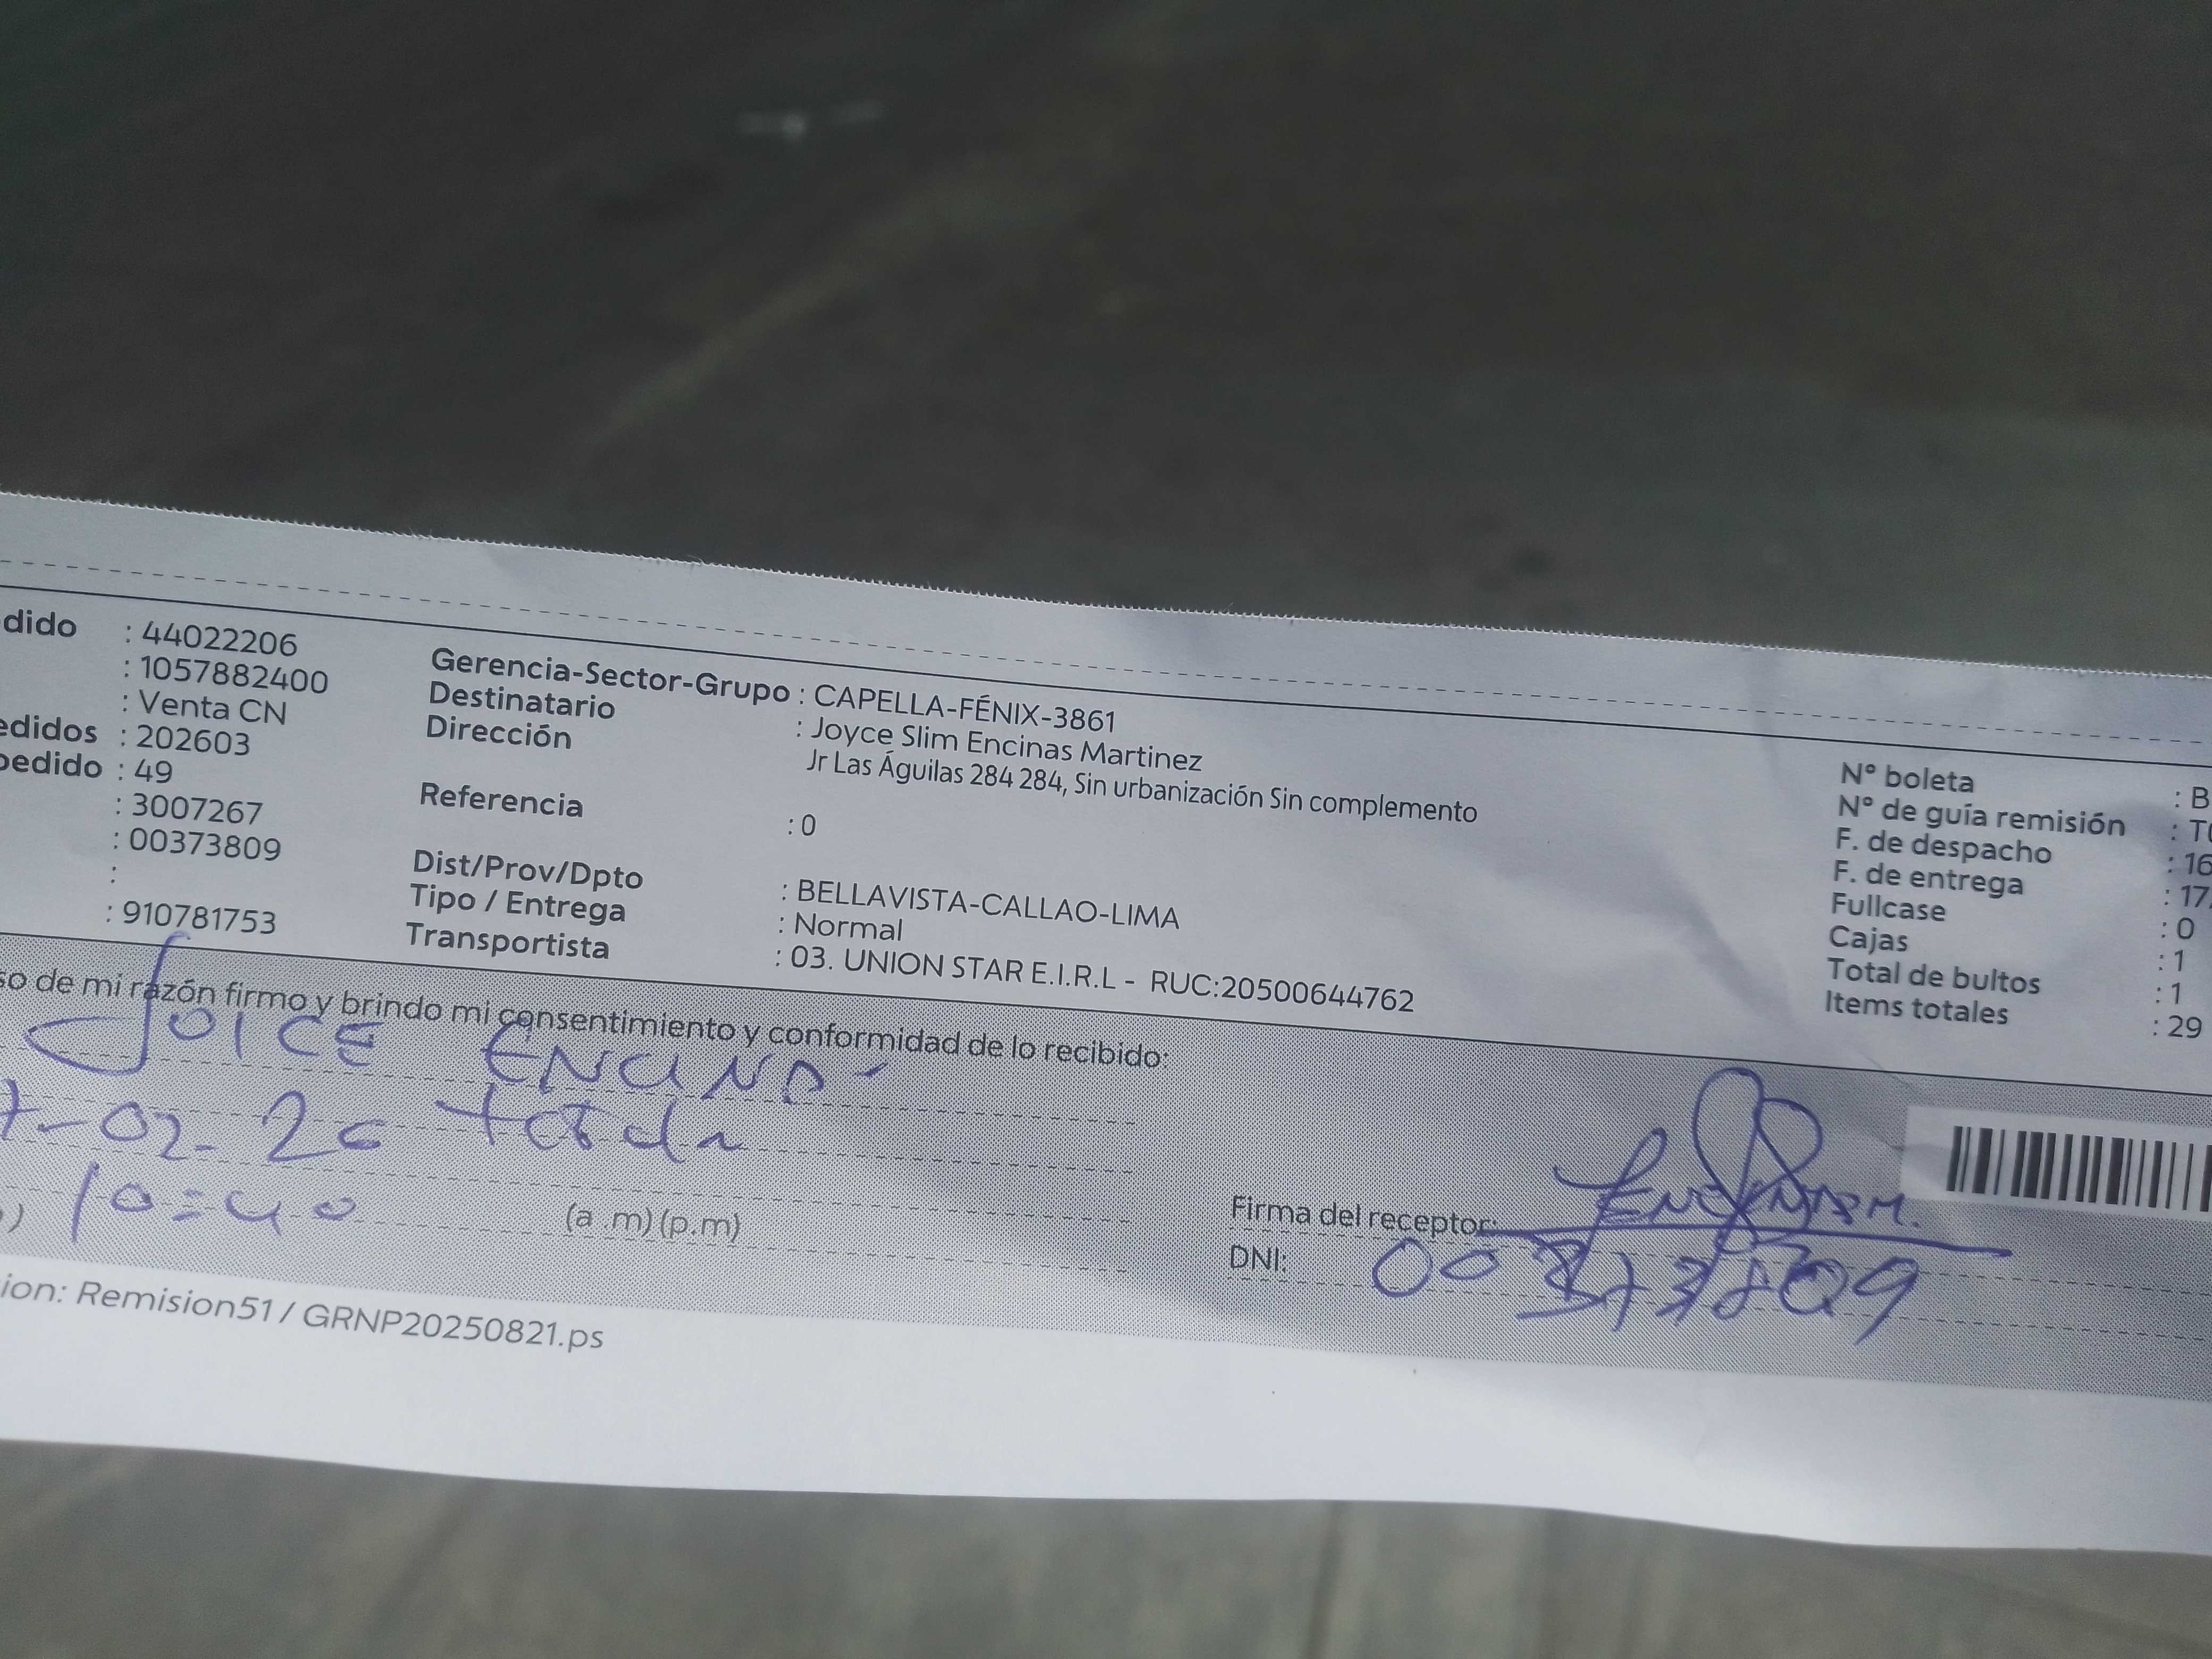 dido : 44022206
: 1057882400
: Venta CN
edidos : 202603
pedido : 49
: 3007267
: 00373809
:
: 910781753
Gerencia-Sector-Grupo : CAPELLA-FÉNIX-3861
Destinatario : Joyce Slim Encinas Martinez
Dirección Jr Las Águilas 284 284, Sin urbanización Sin complemento
Referencia : 0
Dist/Prov/Dpto : BELLAVISTA-CALLAO-LIMA
Tipo / Entrega : Normal
Transportista : 03. UNION STAR E.I.R.L - RUC:20500644762
N° boleta : B
N° de guía remisión : T
F. de despacho : 16
F. de entrega : 17
Fullcase : 0
Cajas : 1
Total de bultos : 1
Items totales : 29
so de mi razón firmo y brindo mi consentimiento y conformidad de lo recibido:
JOICE
-02-
10=40 (a .m) (p.m)
Firma del receptor:
DNI: 00373809
ion: Remision51 / GRNP20250821.ps